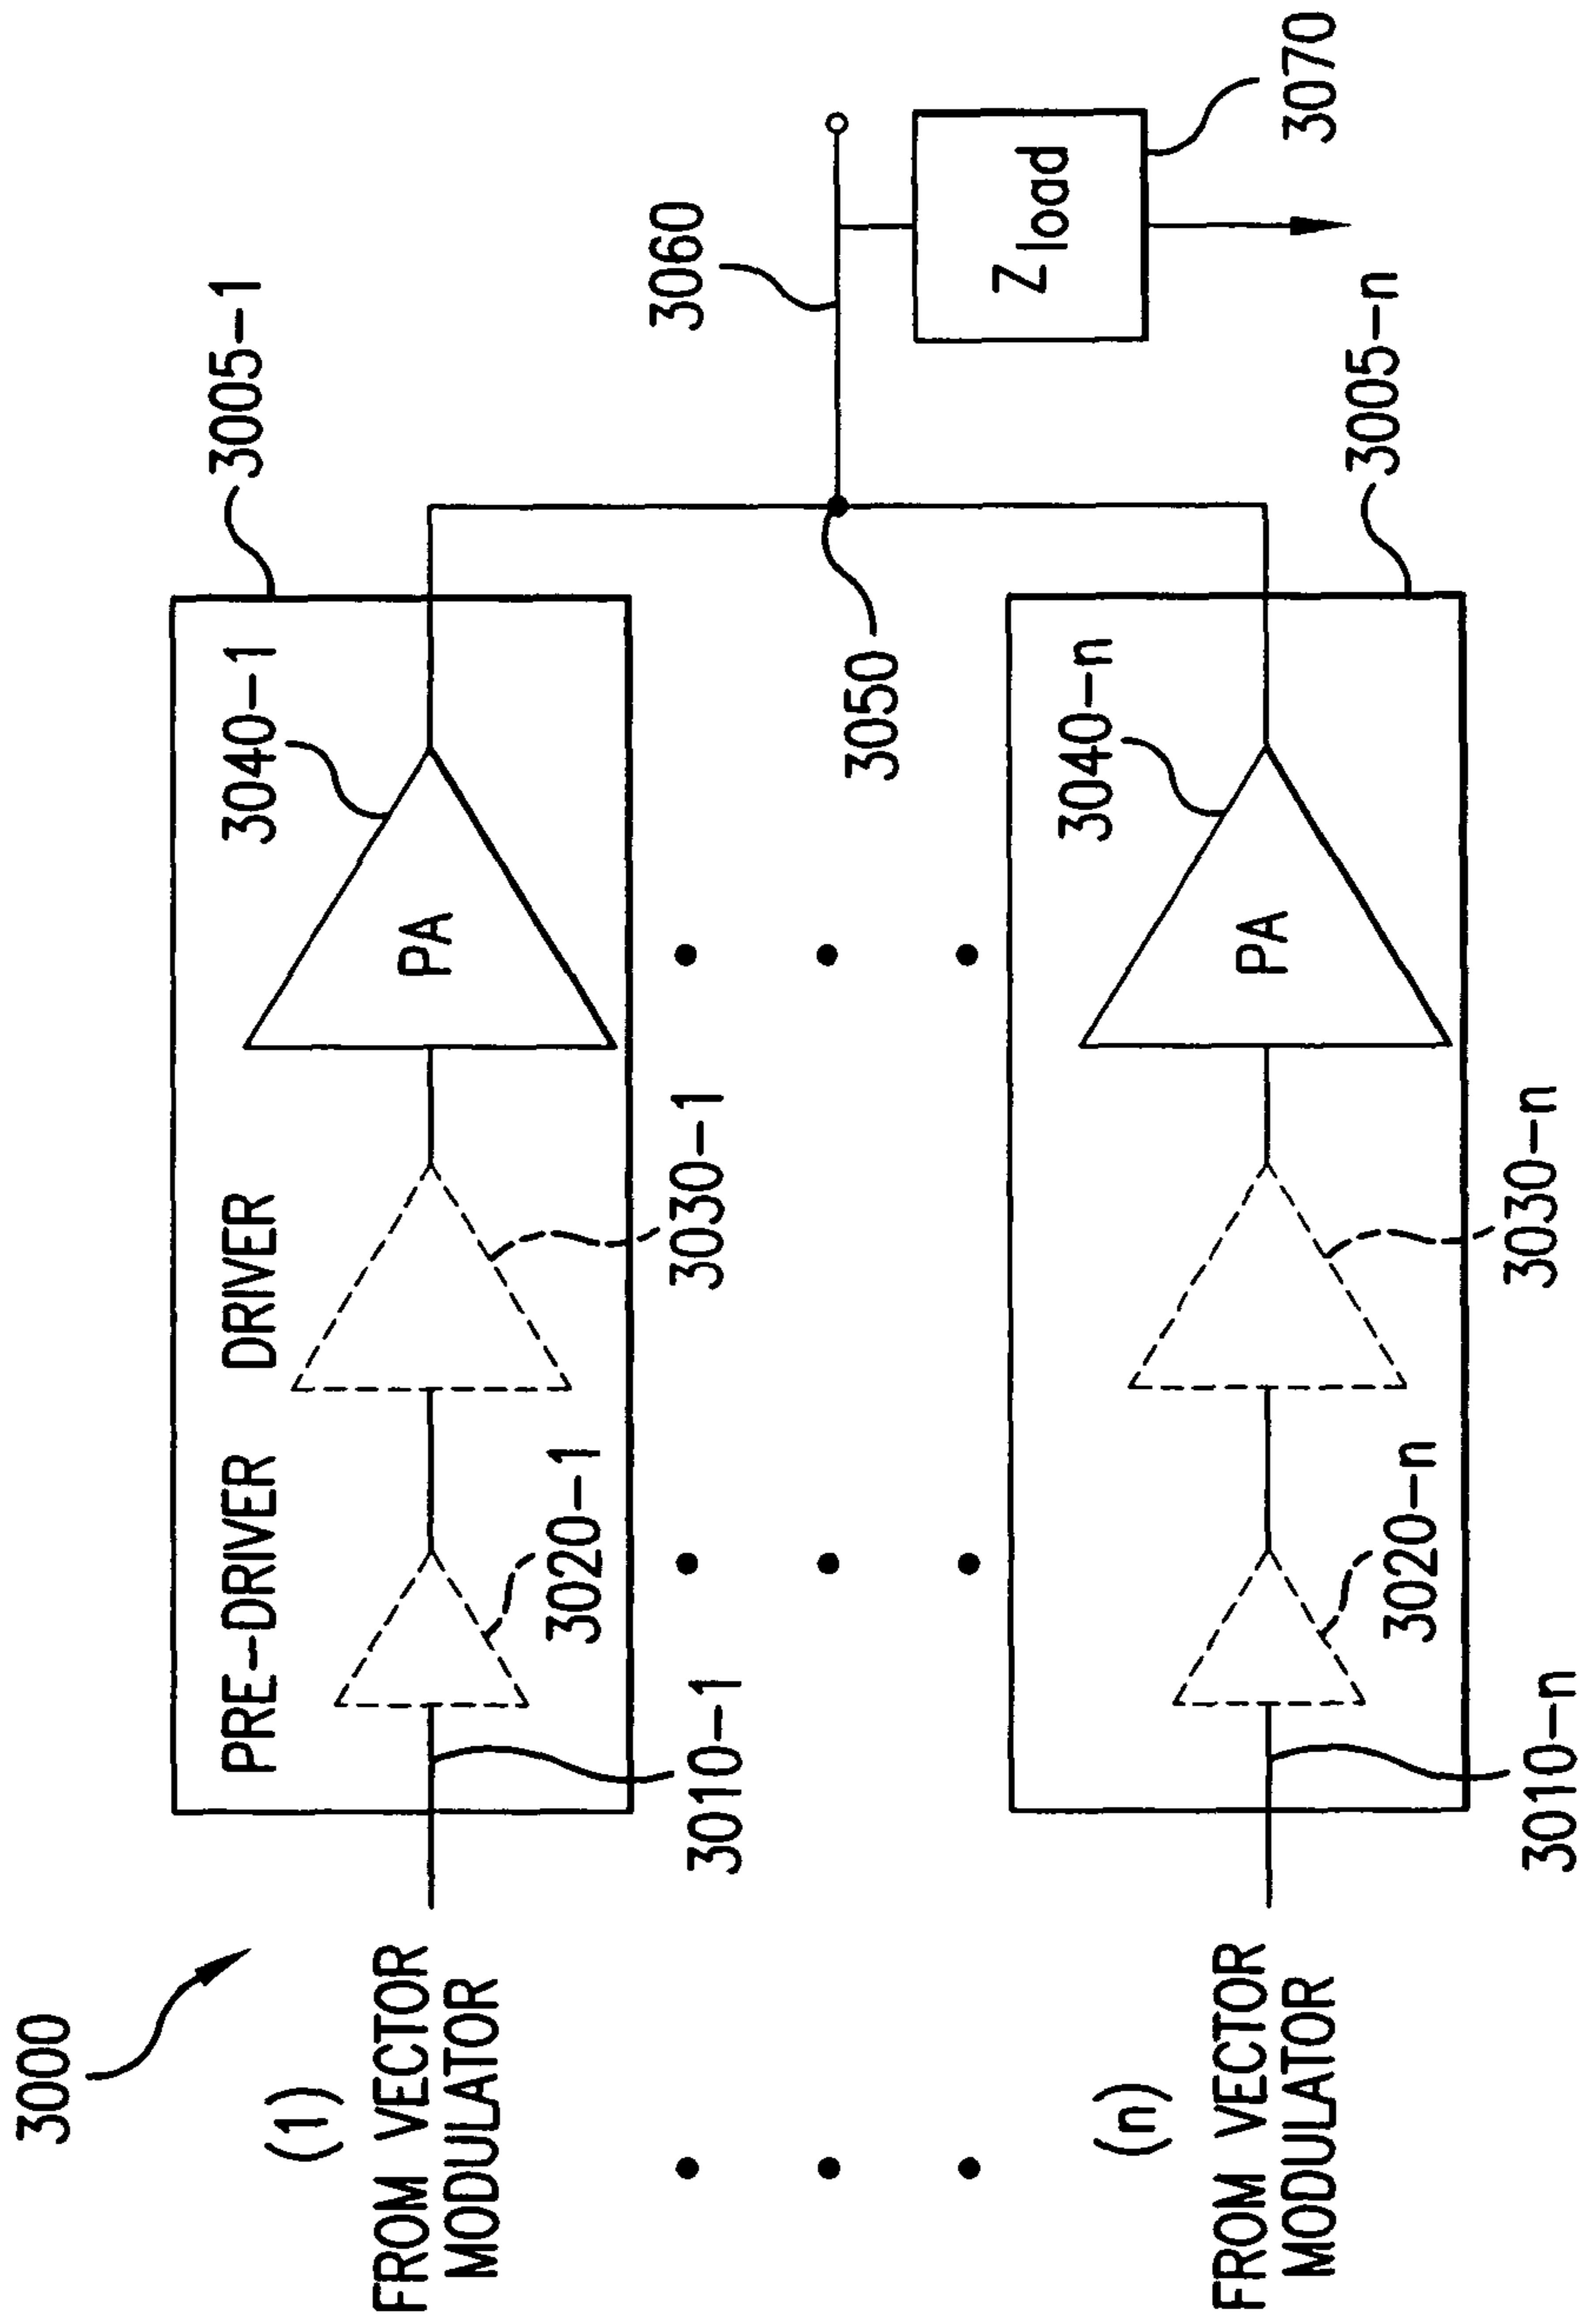 3000
(1)
FROM VECTOR
MODULATOR
3010-1
PRE-DRIVER
3020-1
DRIVER
3030-1
PA
3040-1
3005-1
3050
3060
Zload
3070
(n)
FROM VECTOR
MODULATOR
3010-n
3020-n
3030-n
PA
3040-n
3005-n